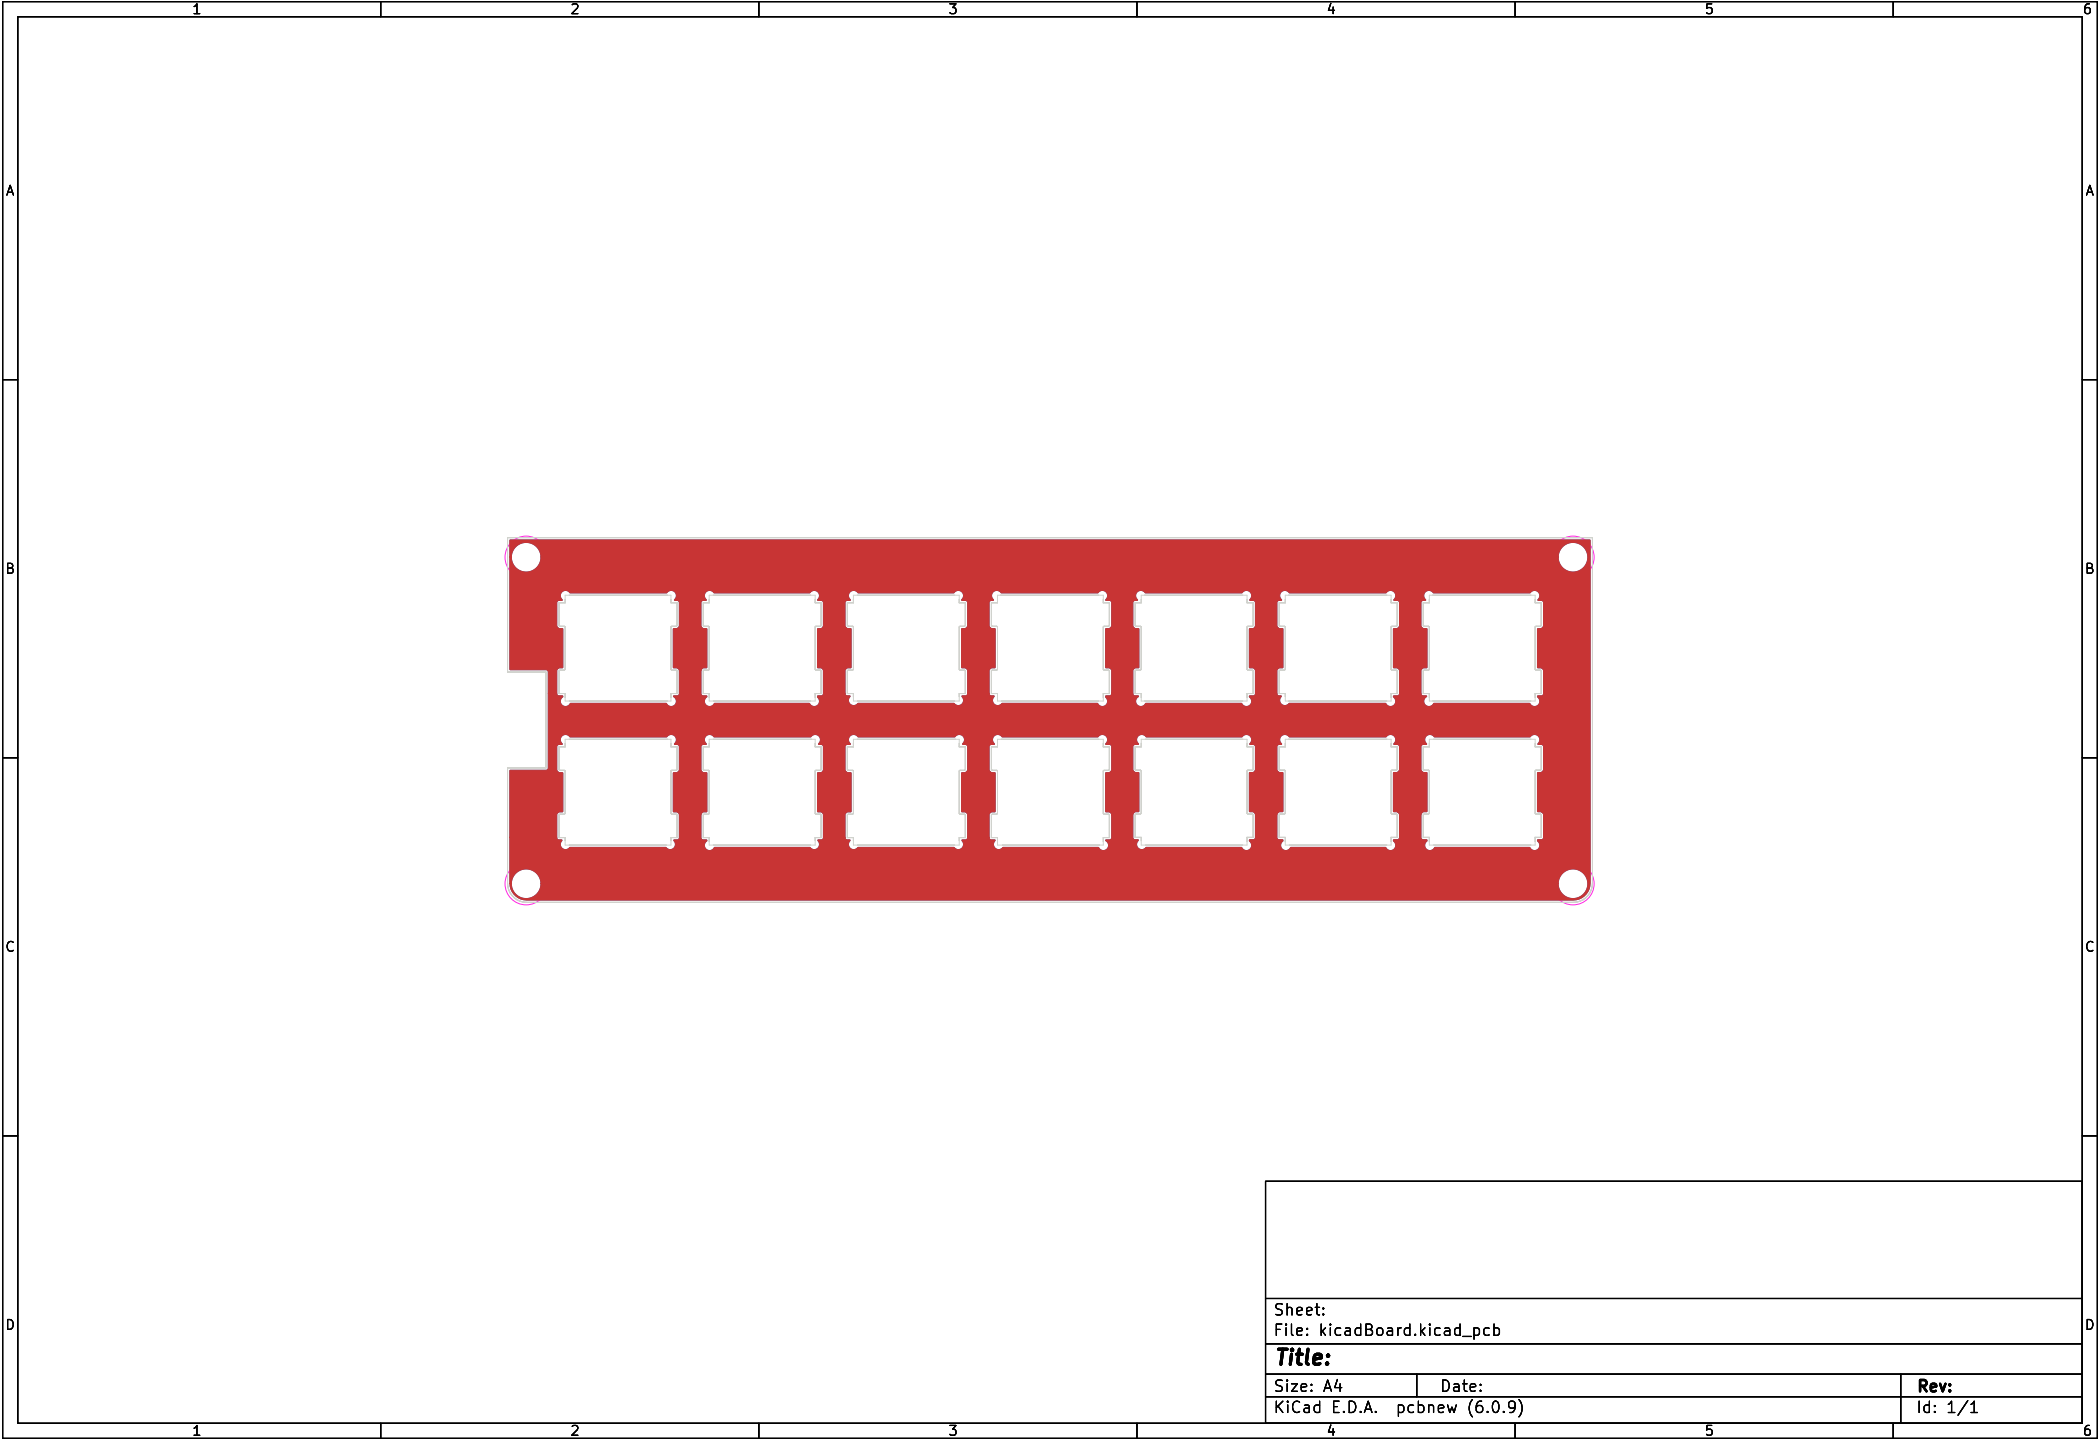 1 2 3 4 5 6
A A
B B
C C
D D
Sheet:
File: kicadBoard.kicad_pcb
Title:
Size: A4 Date: Rev:
KiCad E.D.A. pcbnew (6.0.9) Id: 1/1
1 2 3 4 5 6